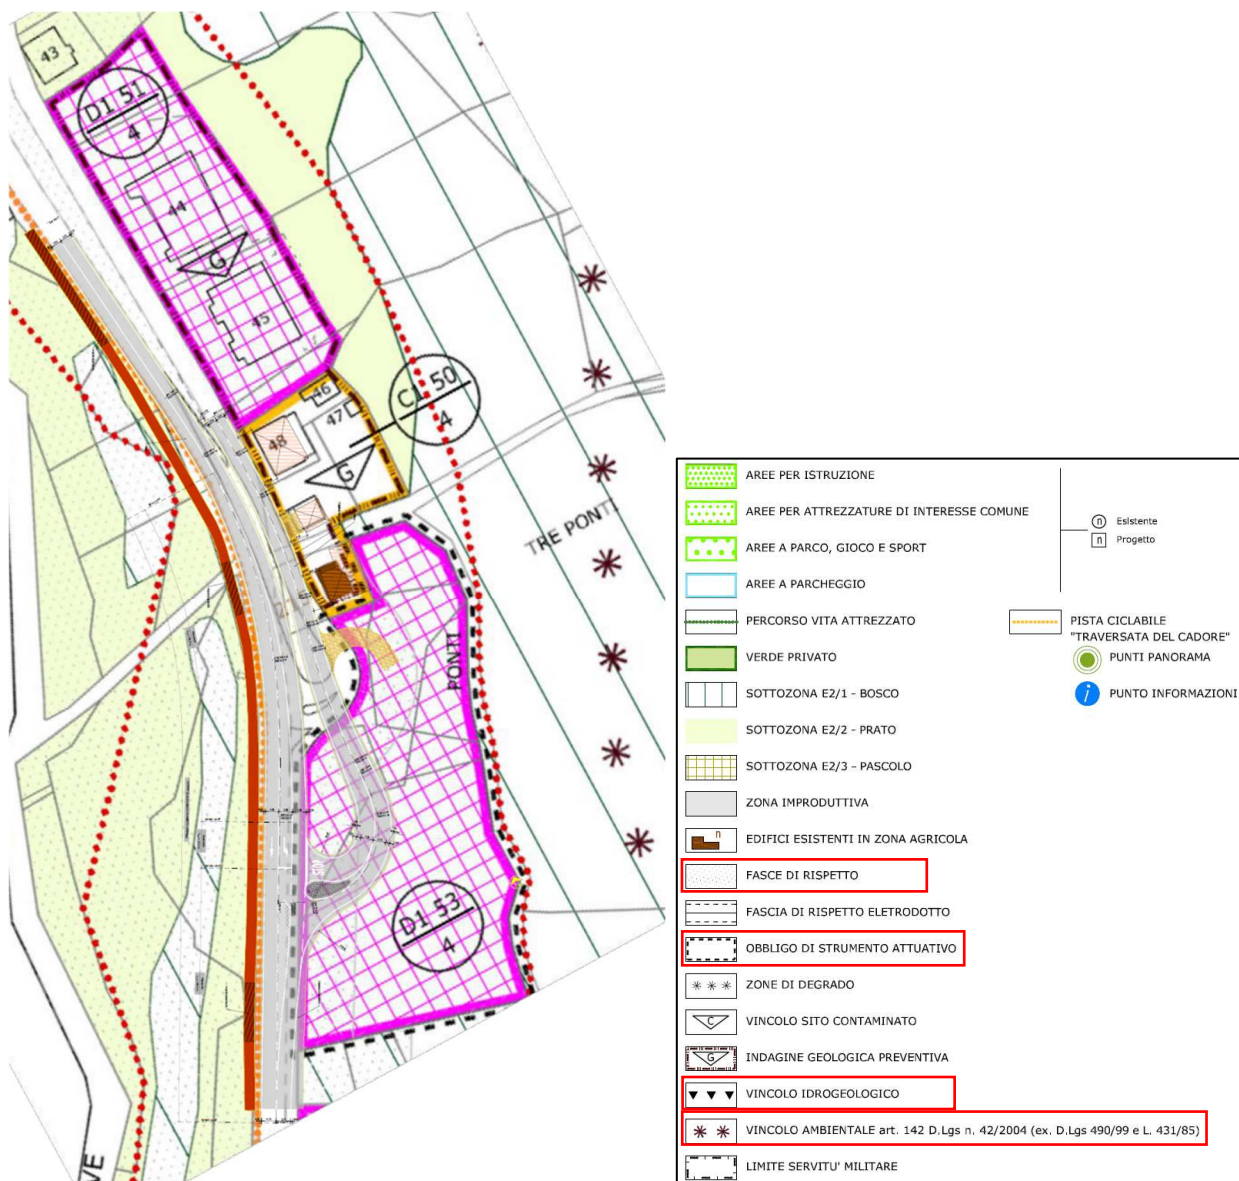 43
D1 51
4
44
G
45
46
47
C1 50
4
48
G
TRE PONTI
PONTI
D1 53
4
VE
AREE PER ISTRUZIONE
AREE PER ATTREZZATURE DI INTERESSE COMUNE
AREE A PARCO, GIOCO E SPORT
AREE A PARCHEGGIO
n Esistente
n Progetto
PERCORSO VITA ATTREZZATO
VERDE PRIVATO
SOTTOZONA E2/1 - BOSCO
SOTTOZONA E2/2 - PRATO
SOTTOZONA E2/3 - PASCOLO
ZONA IMPRODUTTIVA
n
EDIFICI ESISTENTI IN ZONA AGRICOLA
FASCE DI RISPETTO
FASCIA DI RISPETTO ELETRODOTTO
OBBLIGO DI STRUMENTO ATTUATIVO
ZONE DI DEGRADO
C VINCOLO SITO CONTAMINATO
G INDAGINE GEOLOGICA PREVENTIVA
VINCOLO IDROGEOLOGICO
VINCOLO AMBIENTALE art. 142 D.Lgs n. 42/2004 (ex. D.Lgs 490/99 e L. 431/85)
LIMITE SERVITU' MILITARE
PISTA CICLABILE
"TRAVERSATA DEL CADORE"
PUNTI PANORAMA
i PUNTO INFORMAZIONI